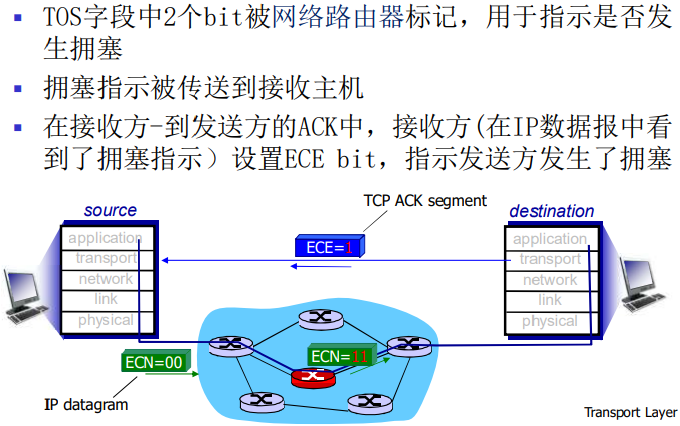 TOS字段中2个bit被网络路由器标记，用于指示是否发
生拥塞
拥塞指示被传送到接收主机
在接收方-到发送方的ACK中，接收方(在IP数据报中看
到了拥塞指示）设置ECE bit，指示发送方发生了拥塞
TCP ACK segment
source
destination
application
transport
network
link
physical
ECE=1
application
transport
network
link
physical
ECN=00
ECN=11
IP datagram
Transport Layer